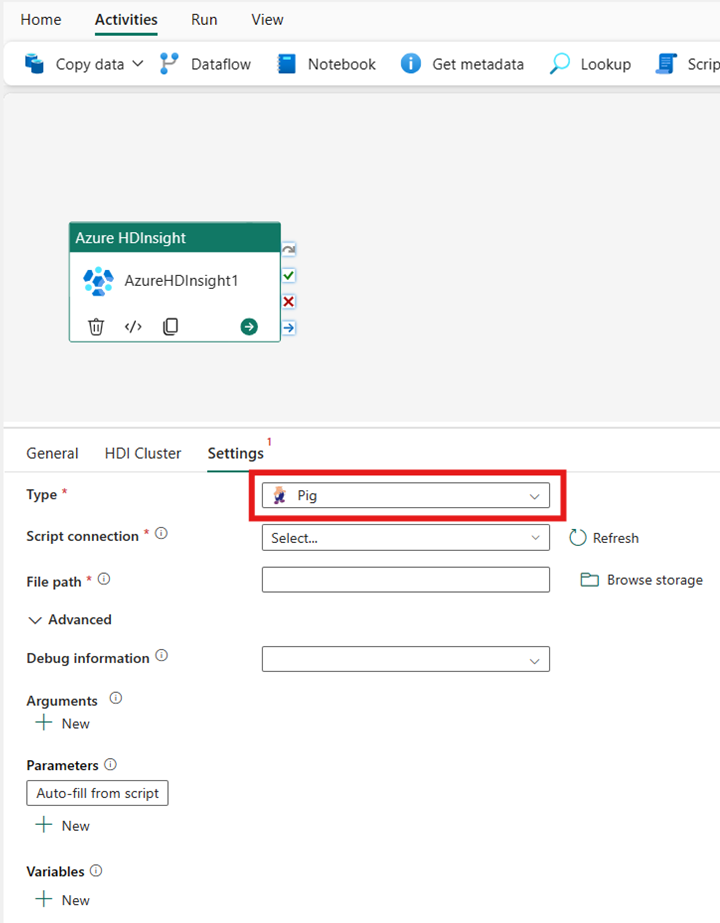 Home Activities Run View
Copy data Dataflow Notebook Get metadata Lookup Scrip
Azure HDInsight
AzureHDInsight1
General HDI Cluster Settings 1
Type * Pig
Script connection * Select... Refresh
File path * Browse storage
Advanced
Debug information
Arguments
New
Parameters
Auto-fill from script
New
Variables
New